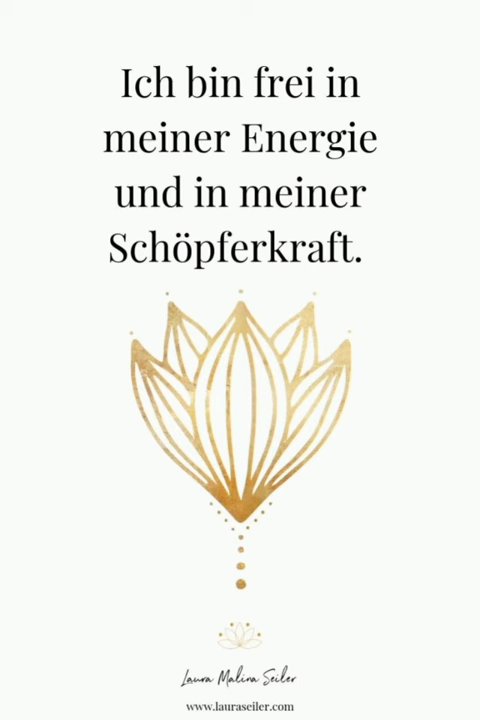 Ich bin frei in
meiner Energie
und in meiner
Schöpferkraft.
Laura Malina Seiler
www.lauraseiler.com